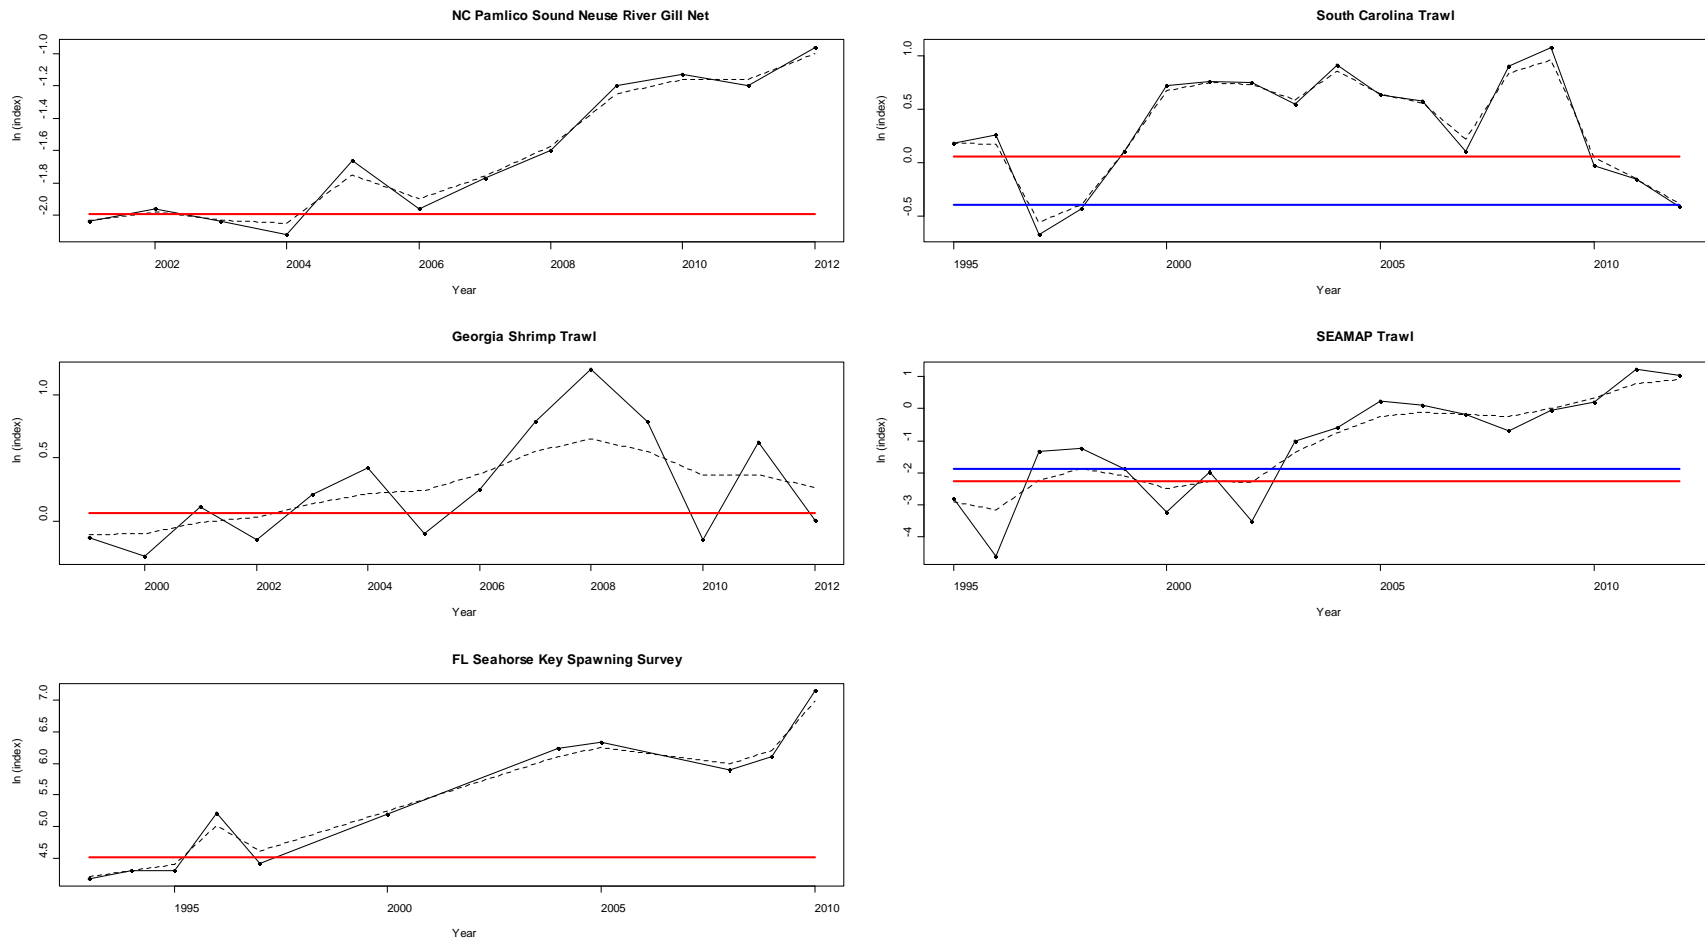 NC Pamlico Sound Neuse River Gill Net
ln (index)
-1.0
-1.2
-1.4
-1.6
-1.8
-2.0
2002 2004 2006 2008 2010 2012
Year
South Carolina Trawl
ln (index)
1.0
0.5
0.0
-0.5
1995 2000 2005 2010
Year
Georgia Shrimp Trawl
ln (index)
1.0
0.5
0.0
2000 2002 2004 2006 2008 2010 2012
Year
SEAMAP Trawl
ln (index)
1
0
-1
-2
-3
-4
1995 2000 2005 2010
Year
FL Seahorse Key Spawning Survey
ln (index)
7.0
6.5
6.0
5.5
5.0
4.5
1995 2000 2005 2010
Year